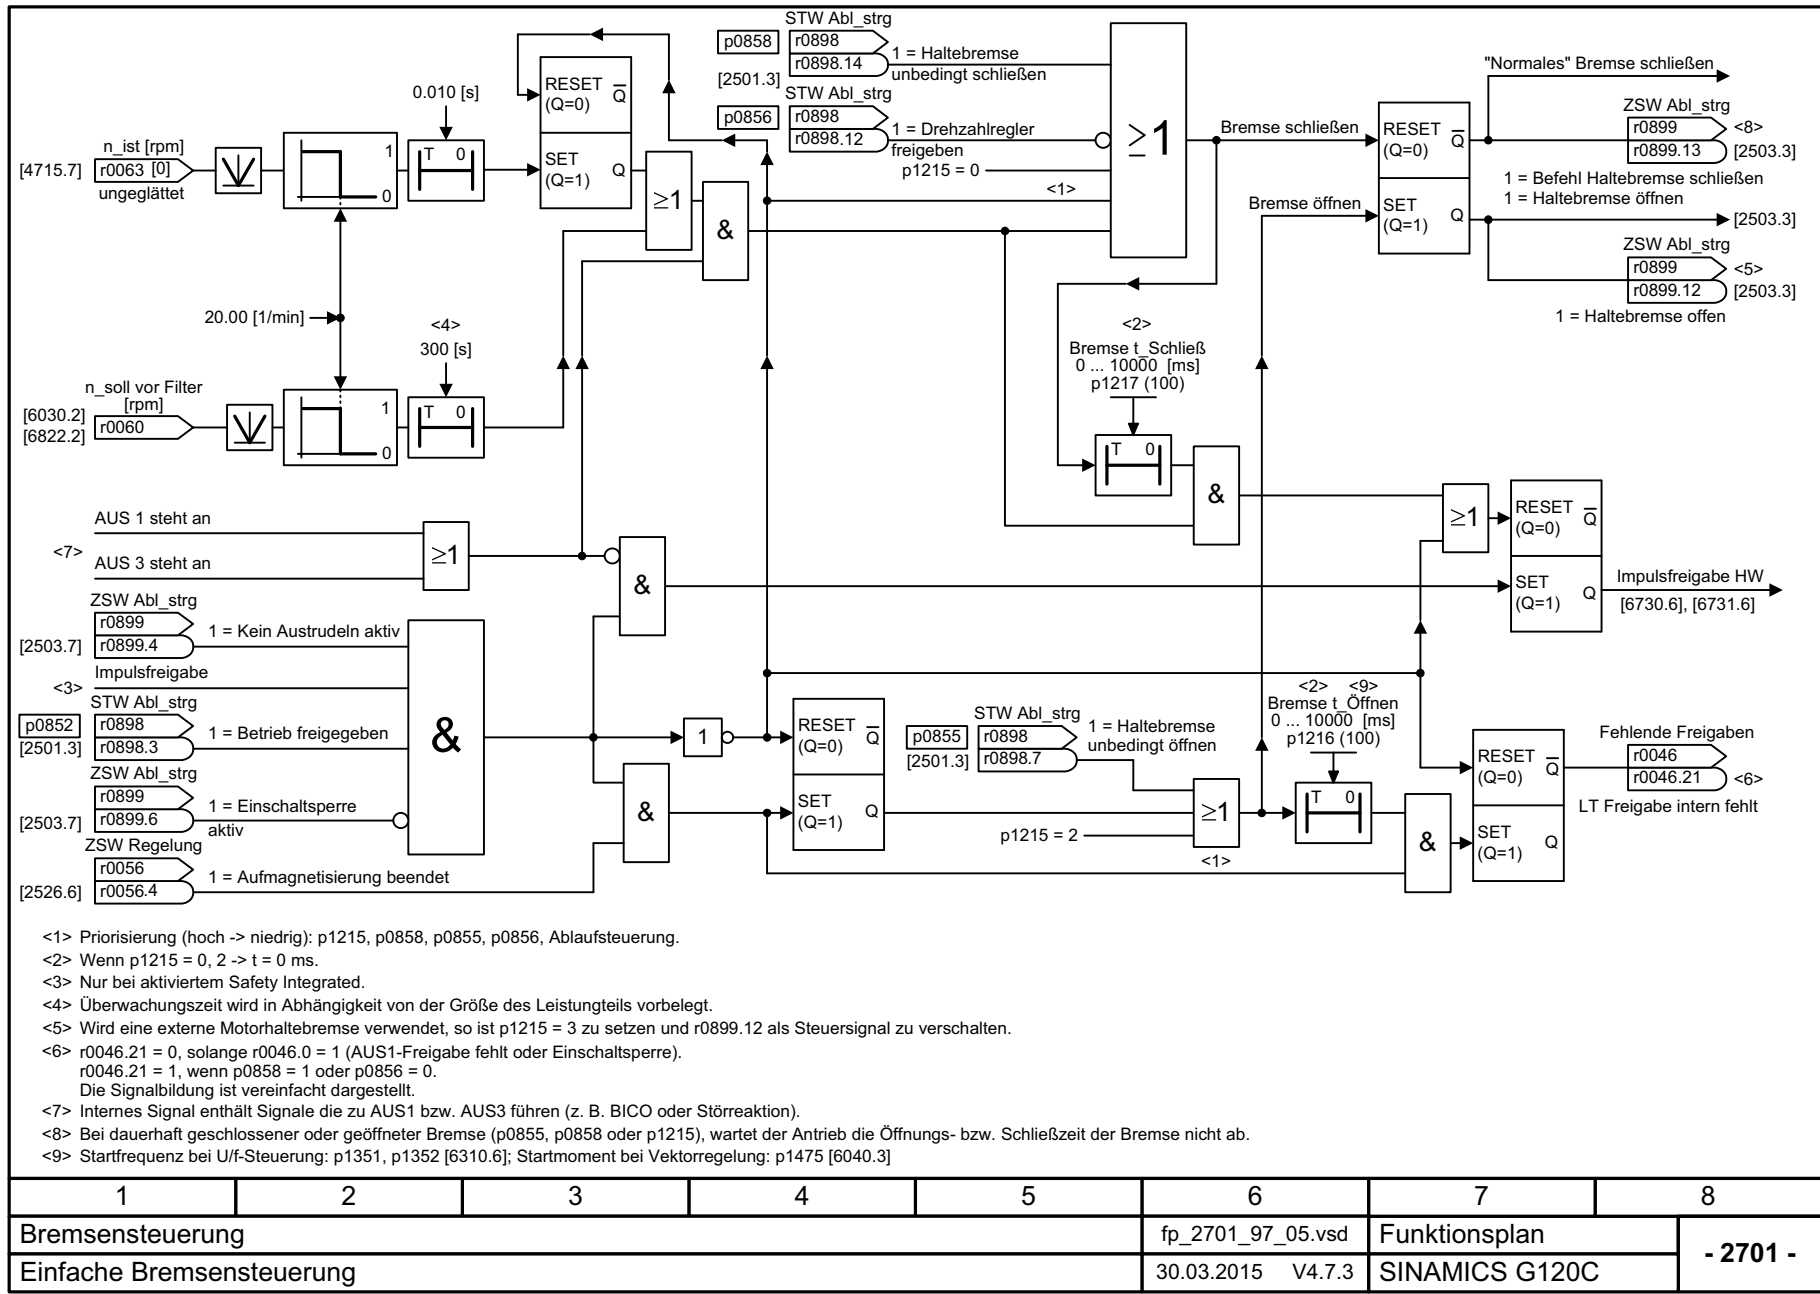 STW Abl_strg
p0858
r0898
r0898.14
1 = Haltebremse
unbedingt schließen
[2501.3]
STW Abl_strg
p0856
r0898
r0898.12
1 = Drehzahlregler
freigeben
p1215 = 0
<1>
≥1
0.010 [s]
RESET
(Q=0)
Q
SET
(Q=1)
Q
n_ist [rpm]
[4715.7]
r0063 [0]
ungeglättet
1
0
T 0
≥1
&
Bremse schließen
Bremse öffnen
RESET
(Q=0)
Q
SET
(Q=1)
Q
"Normales" Bremse schließen
ZSW Abl_strg
r0899
<8>
r0899.13
[2503.3]
1 = Befehl Haltebremse schließen
1 = Haltebremse öffnen
[2503.3]
ZSW Abl_strg
r0899
<5>
r0899.12
[2503.3]
1 = Haltebremse offen
20.00 [1/min]
<4>
300 [s]
n_soll vor Filter
[rpm]
[6030.2]
[6822.2]
r0060
1
0
T 0
<2>
Bremse t_Schließ
0 ... 10000 [ms]
p1217 (100)
T 0
&
≥1
RESET
(Q=0)
Q
SET
(Q=1)
Q
Impulsfreigabe HW
[6730.6], [6731.6]
AUS 1 steht an
<7>
AUS 3 steht an
≥1
&
ZSW Abl_strg
r0899
r0899.4
[2503.7]
1 = Kein Austrudeln aktiv
Impulsfreigabe
<3>
STW Abl_strg
p0852
r0898
r0898.3
[2501.3]
1 = Betrieb freigegeben
ZSW Abl_strg
r0899
r0899.6
[2503.7]
1 = Einschaltsperre
aktiv
ZSW Regelung
r0056
r0056.4
[2526.6]
1 = Aufmagnetisierung beendet
&
1
&
RESET
(Q=0)
Q
SET
(Q=1)
Q
STW Abl_strg
p0855
r0898
r0898.7
[2501.3]
1 = Haltebremse
unbedingt öffnen
p1215 = 2
≥1
<1>
<2> <9>
Bremse t_Öffnen
0 ... 10000 [ms]
p1216 (100)
T 0
&
RESET
(Q=0)
Q
SET
(Q=1)
Q
Fehlende Freigaben
r0046
r0046.21
<6>
LT Freigabe intern fehlt
<1> Priorisierung (hoch -> niedrig): p1215, p0858, p0855, p0856, Ablaufsteuerung.
<2> Wenn p1215 = 0, 2 -> t = 0 ms.
<3> Nur bei aktiviertem Safety Integrated.
<4> Überwachungszeit wird in Abhängigkeit von der Größe des Leistungteils vorbelegt.
<5> Wird eine externe Motorhaltebremse verwendet, so ist p1215 = 3 zu setzen und r0899.12 als Steuersignal zu verschalten.
<6> r0046.21 = 0, solange r0046.0 = 1 (AUS1-Freigabe fehlt oder Einschaltsperre).
r0046.21 = 1, wenn p0858 = 1 oder p0856 = 0.
Die Signalbildung ist vereinfacht dargestellt.
<7> Internes Signal enthält Signale die zu AUS1 bzw. AUS3 führen (z. B. BICO oder Störreaktion).
<8> Bei dauerhaft geschlossener oder geöffneter Bremse (p0855, p0858 oder p1215), wartet der Antrieb die Öffnungs- bzw. Schließzeit der Bremse nicht ab.
<9> Startfrequenz bei U/f-Steuerung: p1351, p1352 [6310.6]; Startmoment bei Vektorregelung: p1475 [6040.3]
1 2 3 4 5 6 7 8
Bremsensteuerung
fp_2701_97_05.vsd
Funktionsplan
- 2701 -
Einfache Bremsensteuerung
30.03.2015 V4.7.3
SINAMICS G120C